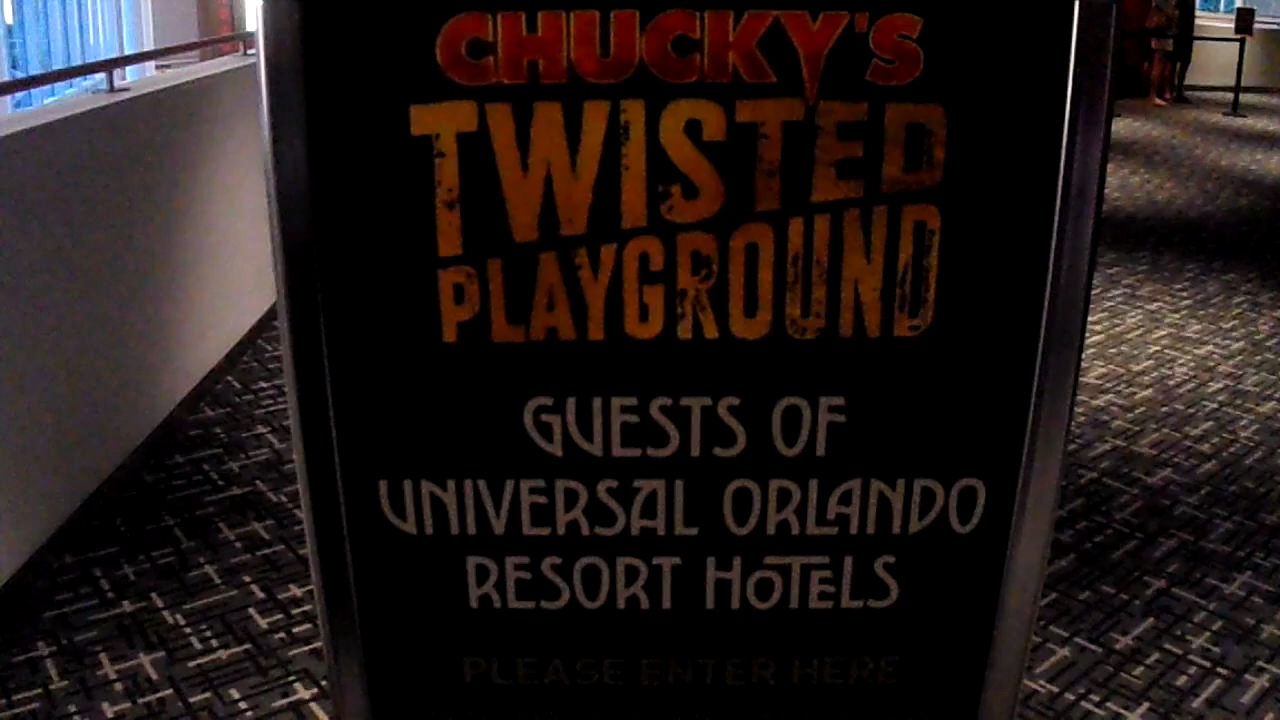 CHUCKY'S
TWISTED
PLAYGROUND
GUESTS OF
UNIVERSAL ORLANDO
RESORT HOTELS
PLEASE ENTER HERE